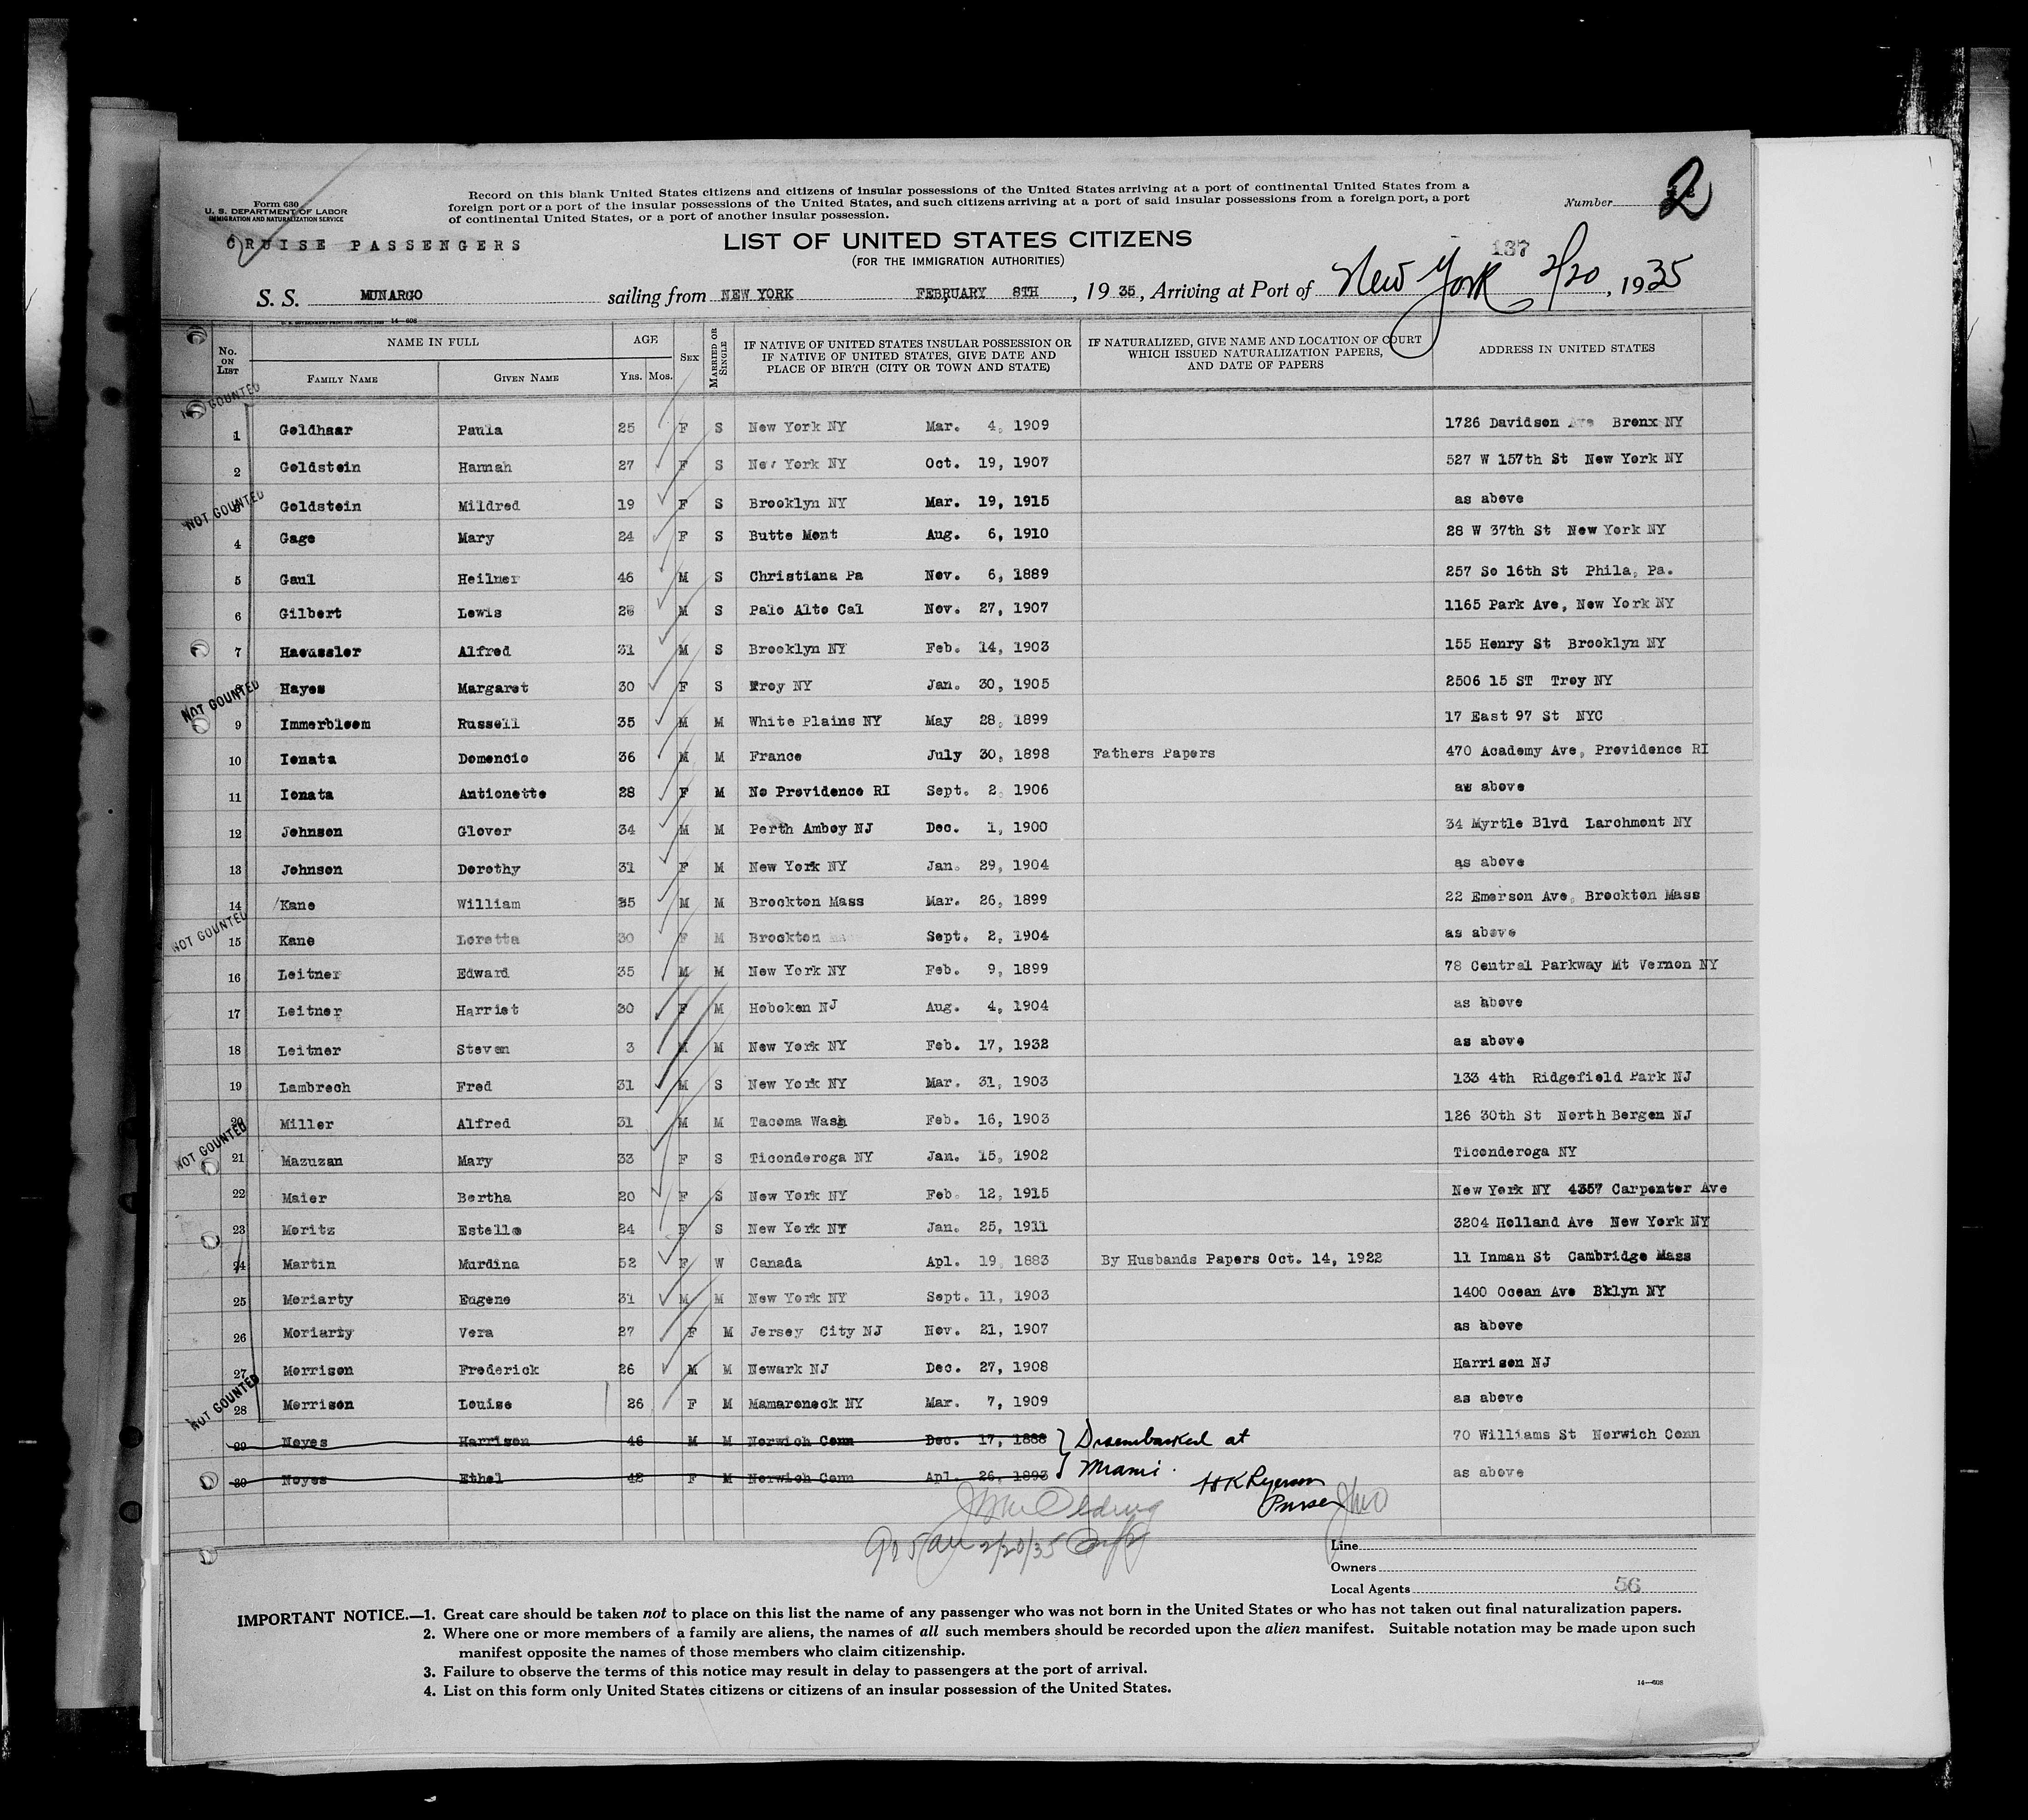 Form 630
U. S. DEPARTMENT OF LABOR
IMMIGRATION AND NATURALIZATION SERVICE
Record on this blank United States citizens and citizens of insular possessions of the United States arriving at a port of continental United States from a
foreign port or a port of the insular possessions of the United States, and such citizens arriving at a port of said insular possessions from a foreign port, a port
of continental United States, or a port of another insular possession.
Number 2
CRUISE PASSENGERS
LIST OF UNITED STATES CITIZENS
(FOR THE IMMIGRATION AUTHORITIES)
137
S. S. MUNARGO sailing from NEW YORK FEBRUARY 8TH, 1935, Arriving at Port of New York 2/20, 1935
No. ON LIST NAME IN FULL FAMILY NAME GIVEN NAME AGE YRS. MOS. SEX MARRIED OR SINGLE IF NATIVE OF UNITED STATES INSULAR POSSESSION OR IF NATIVE OF UNITED STATES, GIVE DATE AND PLACE OF BIRTH (CITY OR TOWN AND STATE) IF NATURALIZED, GIVE NAME AND LOCATION OF COURT WHICH ISSUED NATURALIZATION PAPERS, AND DATE OF PAPERS ADDRESS IN UNITED STATES
NOT COUNTED
1 Goldhaar Paula 25 F S New York NY Mar. 4, 1909 1726 Davidson Ave Bronx NY
2 Goldstein Hannah 27 F S New York NY Oct. 19, 1907 527 W 157th St New York NY
NOT COUNTED
3 Goldstein Mildred 19 F S Brooklyn NY Mar. 19, 1915 as above
4 Gage Mary 24 F S Butte Mont Aug. 6, 1910 28 W 37th St New York NY
5 Gaul Heilner 46 M S Christiana Pa Nov. 6, 1889 257 So 16th St Phila, Pa.
6 Gilbert Lewis M S Palo Alto Cal Nov. 27, 1907 1165 Park Ave, New York NY
7 Haeussler Alfred 31 M S Brooklyn NY Feb. 14, 1903 155 Henry St Brooklyn NY
NOT COUNTED
8 Hayes Margaret 30 F S Troy NY Jan. 30, 1905 2506 15 ST Troy NY
9 Immerbloom Russell 35 M M White Plains NY May 28, 1899 17 East 97 St NYC
10 Ionata Domencio 36 M M France July 30, 1898 Fathers Papers 470 Academy Ave, Providence RI
11 Ionata Antionette 28 F M No Providence RI Sept. 2, 1906 as above
12 Johnson Glover 34 M M Perth Amboy NJ Dec. 1, 1900 34 Myrtle Blvd Larchmont NY
13 Johnson Dorothy 31 F M New York NY Jan. 29, 1904 as above
14 Kane William 35 M M Brockton Mass Mar. 26, 1899 22 Emerson Ave, Brockton Mass
NOT COUNTED
15 Kane Loretta 30 F M Brockton Sept. 2, 1904 as above
16 Leitner Edward 35 M M New York NY Feb. 9, 1899 78 Central Parkway Mt Vernon NY
17 Leitner Harriet 30 F M Hoboken NJ Aug. 4, 1904 as above
18 Leitner Steven 3 M M New York NY Feb. 17, 1932 as above
19 Lambrech Fred 31 M S New York NY Mar. 31, 1903 133 4th Ridgefield Park NJ
20 Miller Alfred 31 M M Tacoma Wash Feb. 16, 1903 126 30th St North Bergen NJ
NOT COUNTED
21 Mazuzan Mary 33 F S Ticonderoga NY Jan. 15, 1902 Ticonderoga NY
22 Maier Bertha 20 F S New York NY Feb. 12, 1915 New York NY 4357 Carpenter Ave
23 Moritz Estelle 24 F S New York NY Jan. 25, 1911 3204 Holland Ave New York NY
24 Martin Murdina 52 F W Canada Apl. 19, 1883 By Husbands Papers Oct. 14, 1922 11 Inman St Cambridge Mass
25 Moriarty Eugene 31 M M New York NY Sept. 11, 1903 1400 Ocean Ave Bklyn NY
26 Moriarty Vera 27 F M Jersey City NJ Nov. 21, 1907 as above
27 Morrison Frederick 26 M M Newark NJ Dec. 27, 1908 Harrison NJ
NOT COUNTED
28 Morrison Louise 26 F M Mamaroneck NY Mar. 7, 1909 as above
29 Noyes Harrison 46 M M Norwich Conn Dec. 17, 1888 Disembarked at 70 Williams St Norwich Conn
30 Noyes Ethel 42 F M Norwich Conn Apl. 26, 1893 Miami. as above
H K Ryerson
Purser
2/20/35
Line
Owners
Local Agents 56
IMPORTANT NOTICE.—1. Great care should be taken not to place on this list the name of any passenger who was not born in the United States or who has not taken out final naturalization papers.
2. Where one or more members of a family are aliens, the names of all such members should be recorded upon the alien manifest. Suitable notation may be made upon such
manifest opposite the names of those members who claim citizenship.
3. Failure to observe the terms of this notice may result in delay to passengers at the port of arrival.
4. List on this form only United States citizens or citizens of an insular possession of the United States.
14—608